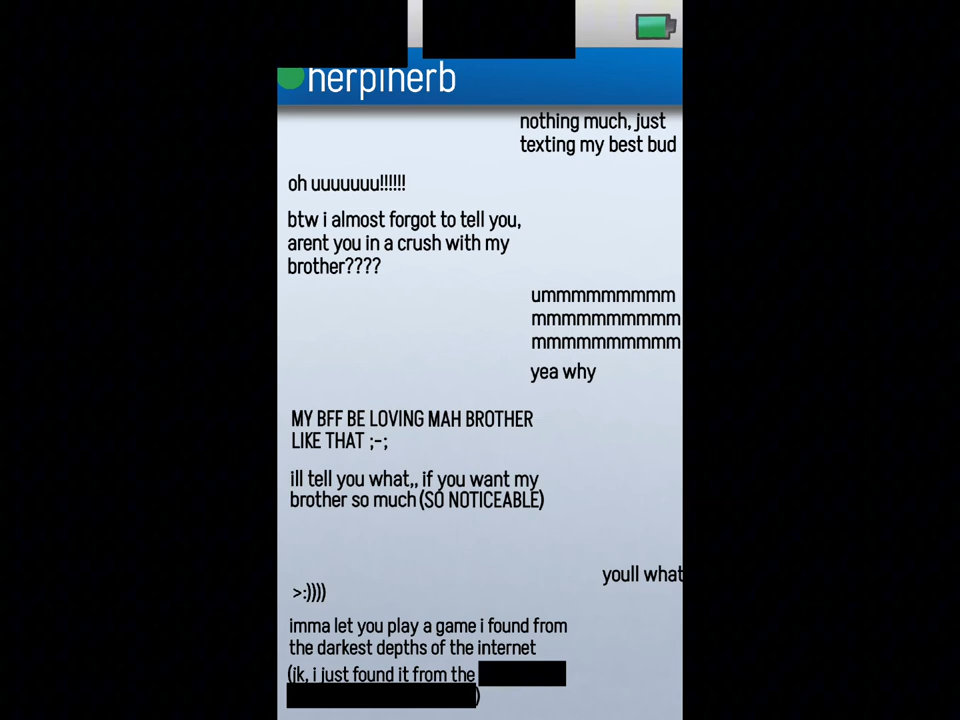 herpiherb
nothing much, just
texting my best bud
oh uuuuuuu!!!!!!
btw i almost forgot to tell you,
arent you in a crush with my
brother????
ummmmmmmmm
mmmmmmmmmm
mmmmmmmmmm
yea why
MY BFF BE LOVING MAH BROTHER
LIKE THAT ;-;
ill tell you what,, if you want my
brother so much (SO NOTICEABLE)
youll what
>:))))
imma let you play a game i found from
the darkest depths of the internet
(jk, i just found it from the
)